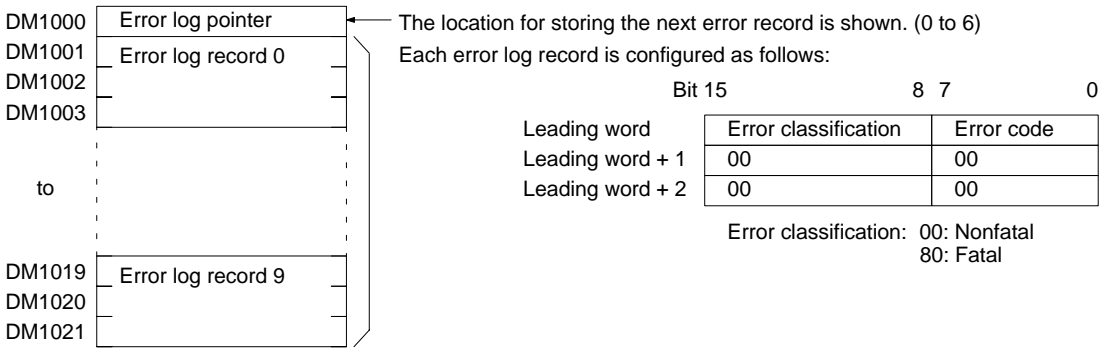 DM1000 Error log pointer The location for storing the next error record is shown. (0 to 6)
DM1001 Error log record 0 Each error log record is configured as follows:
DM1002
DM1003
Bit 15 8 7 0
Leading word Error classification Error code
Leading word + 1 00 00
Leading word + 2 00 00
to
Error classification: 00: Nonfatal
80: Fatal
DM1019 Error log record 9
DM1020
DM1021